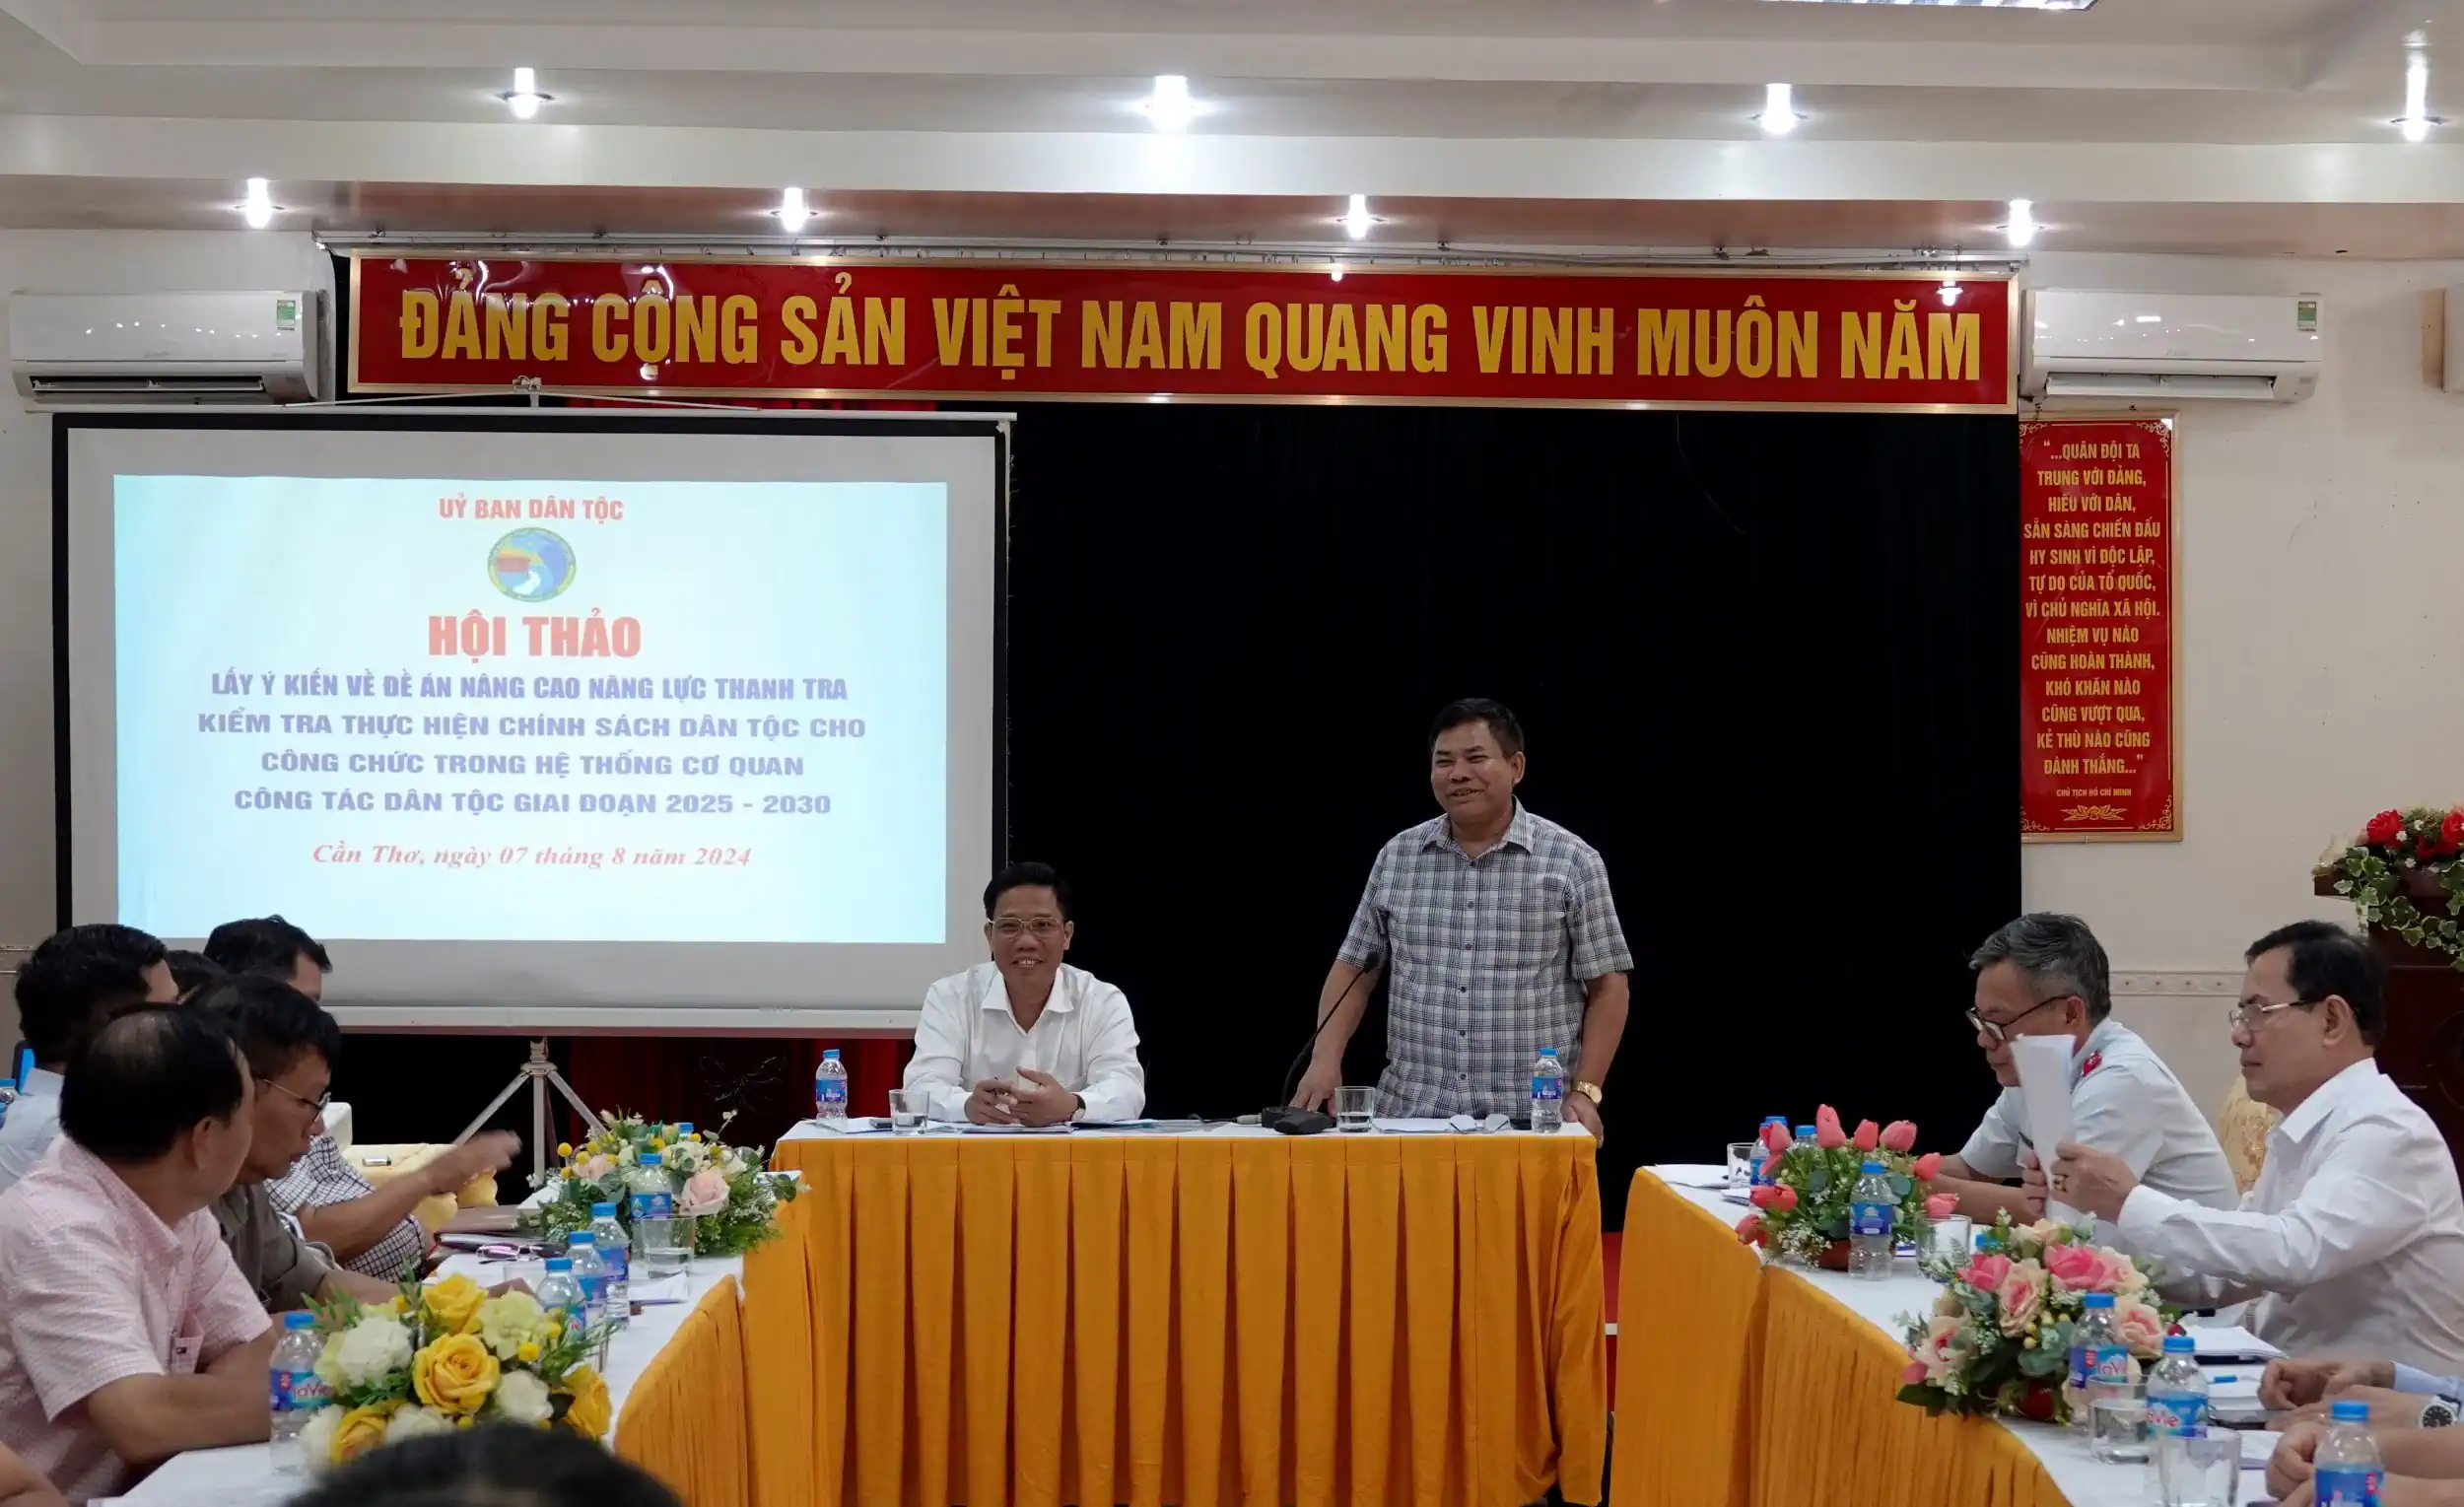 ĐẢNG CỘNG SẢN VIỆT NAM QUANG VINH MUÔN NĂM
UỶ BAN DÂN TỘC
HỘI THẢO
LẤY Ý KIẾN VỀ ĐỀ ÁN NÂNG CAO NĂNG LỰC THANH TRA
KIỂM TRA THỰC HIỆN CHÍNH SÁCH DÂN TỘC CHO
CÔNG CHỨC TRONG HỆ THỐNG CƠ QUAN
CÔNG TÁC DÂN TỘC GIAI ĐOẠN 2025 - 2030
Cần Thơ, ngày 07 tháng 8 năm 2024
“...QUÂN ĐỘI TA
TRUNG VỚI ĐẢNG,
HIẾU VỚI DÂN,
SẴN SÀNG CHIẾN ĐẤU
HY SINH VÌ ĐỘC LẬP,
TỰ DO CỦA TỔ QUỐC,
VÌ CHỦ NGHĨA XÃ HỘI.
NHIỆM VỤ NÀO
CŨNG HOÀN THÀNH,
KHÓ KHĂN NÀO
CŨNG VƯỢT QUA,
KẺ THÙ NÀO CŨNG
ĐÁNH THẮNG...”
CHỦ TỊCH HỒ CHÍ MINH
LaVie
LaVie
LaVie